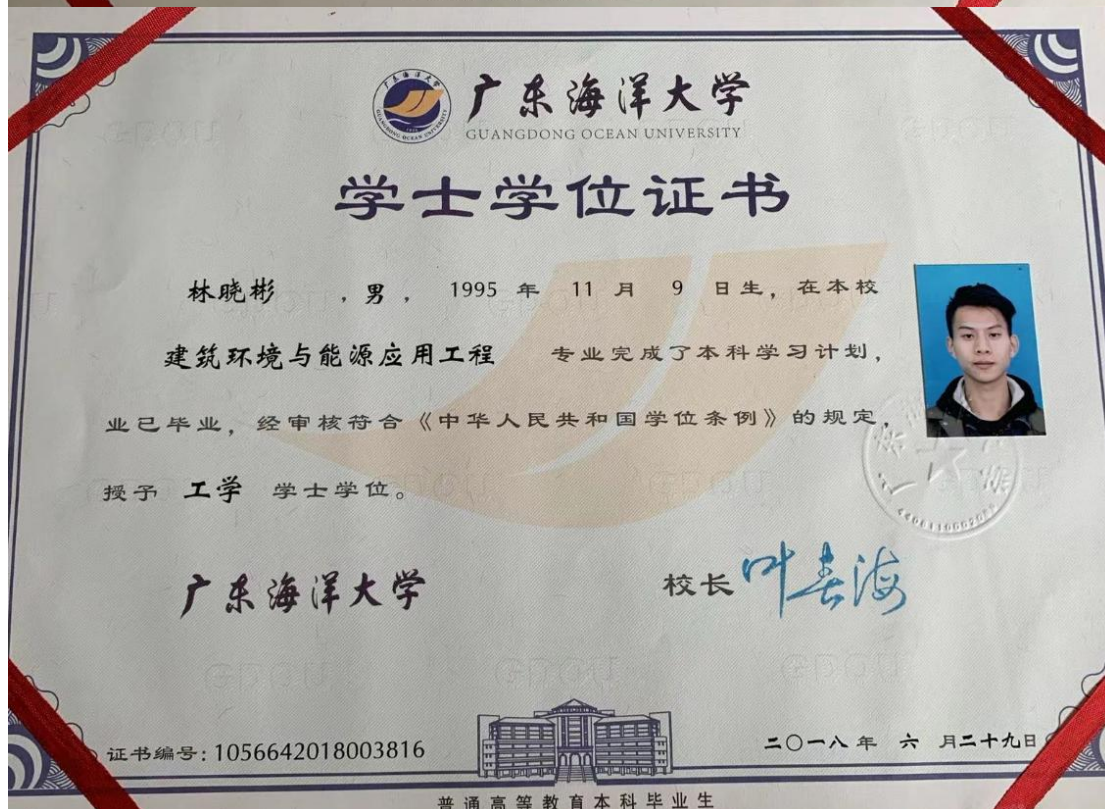 广东海洋大学
GUANGDONG OCEAN UNIVERSITY
学士学位证书
林晓彬 ，男， 1995 年 11 月 9 日生，在本校
建筑环境与能源应用工程 专业完成了本科学习计划，
业已毕业，经审核符合《中华人民共和国学位条例》的规定，
授予 工学 学士学位。
广东海洋大学
校长 叶春海
证书编号：1056642018003816
二〇一八年 六 月二十九日
普通高等教育本科毕业生